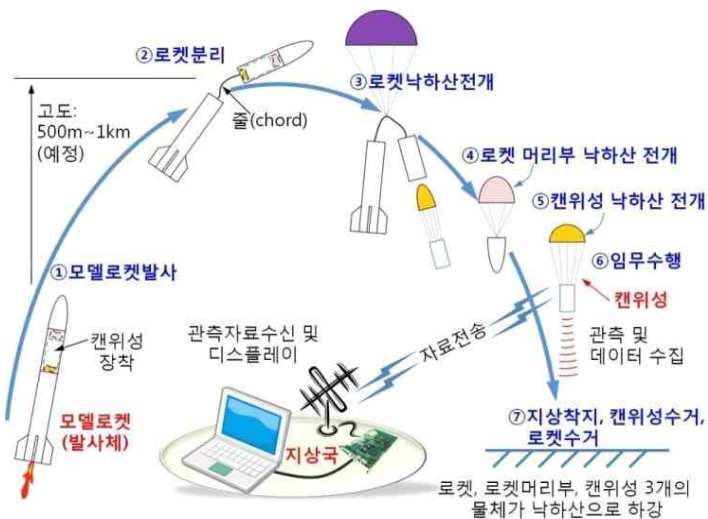 ②로켓분리
③로켓낙하산전개
고도:
500m~1km
(예정)
줄(chord)
④로켓 머리부 낙하산 전개
⑤캔위성 낙하산 전개
⑥임무수행
①모델로켓발사
캔위성
캔위성
장착
관측자료수신 및
디스플레이
자료전송
관측 및
데이터 수집
모델로켓
(발사체)
지상국
⑦지상착지, 캔위성수거,
로켓수거
로켓, 로켓머리부, 캔위성 3개의
물체가 낙하산으로 하강